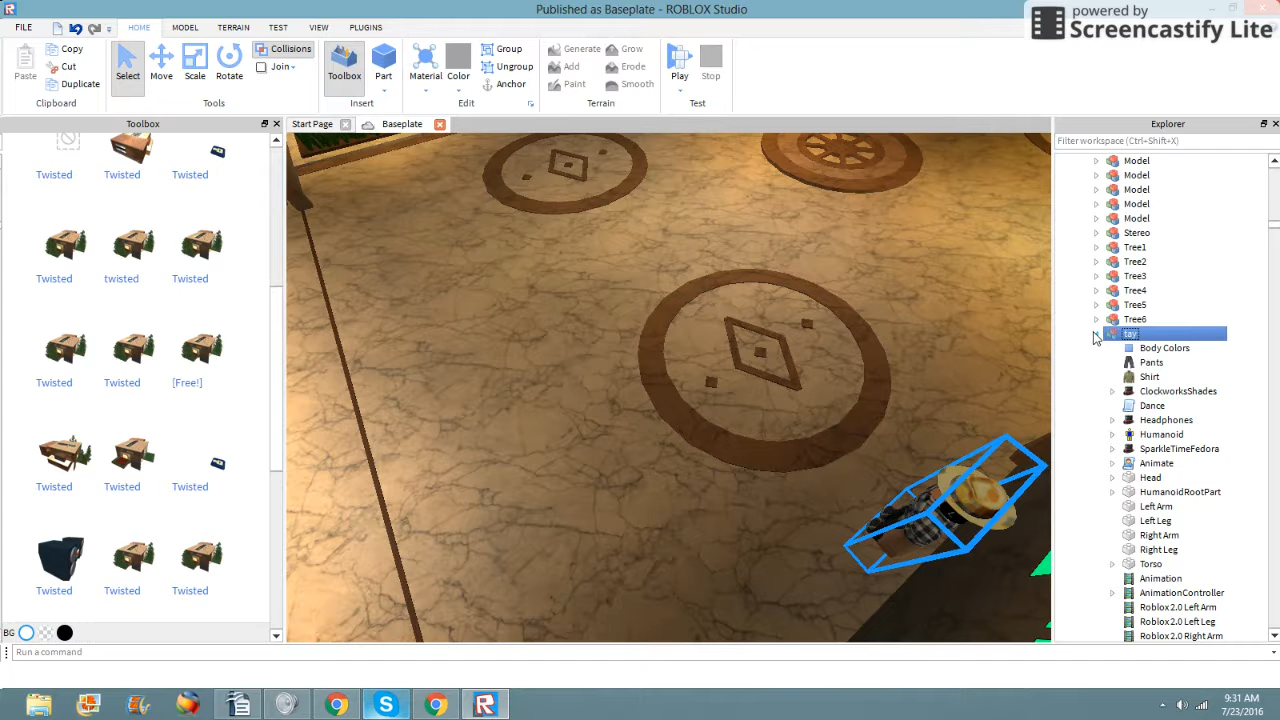 Published as Baseplate - ROBLOX Studio
powered by
Screencastify Lite
FILE HOME MODEL TERRAIN TEST VIEW PLUGINS
Paste Copy Cut Duplicate Clipboard
Select Move Scale Rotate Collisions Join Tools
Toolbox Part Insert
Material Color Group Ungroup Anchor Edit
Generate Grow Add Erode Paint Smooth Terrain
Play Stop Test
Toolbox
Start Page Baseplate
Explorer
Filter workspace (Ctrl+Shift+X)
Twisted Twisted Twisted
Twisted twisted Twisted
Twisted Twisted [Free!]
Twisted Twisted Twisted
Twisted Twisted Twisted
BG
Model
Model
Model
Model
Model
Stereo
Tree1
Tree2
Tree3
Tree4
Tree5
Tree6
tay
Body Colors
Pants
Shirt
ClockworksShades
Dance
Headphones
Humanoid
SparkleTimeFedora
Animate
Head
HumanoidRootPart
Left Arm
Left Leg
Right Arm
Right Leg
Torso
Animation
AnimationController
Roblox 2.0 Left Arm
Roblox 2.0 Left Leg
Roblox 2.0 Right Arm
Run a command
9:31 AM
7/23/2016